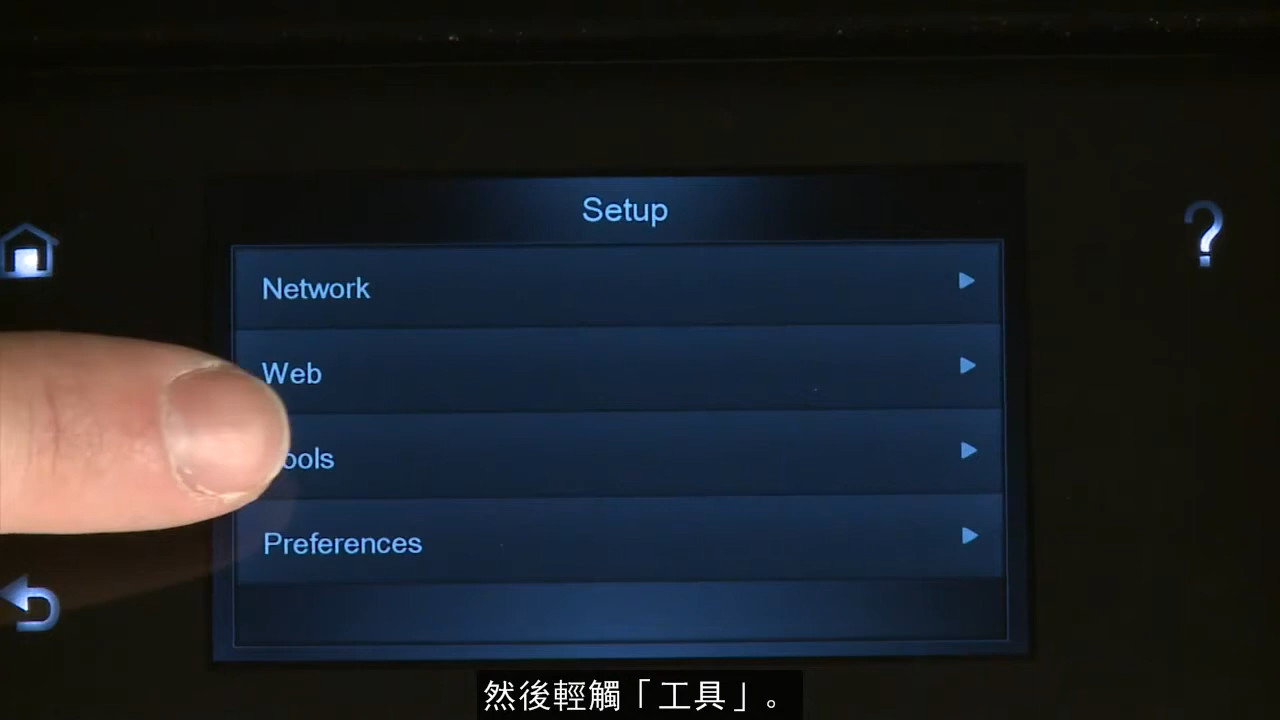 Setup
Network
Web
ools
Preferences
然後輕觸「工具」。